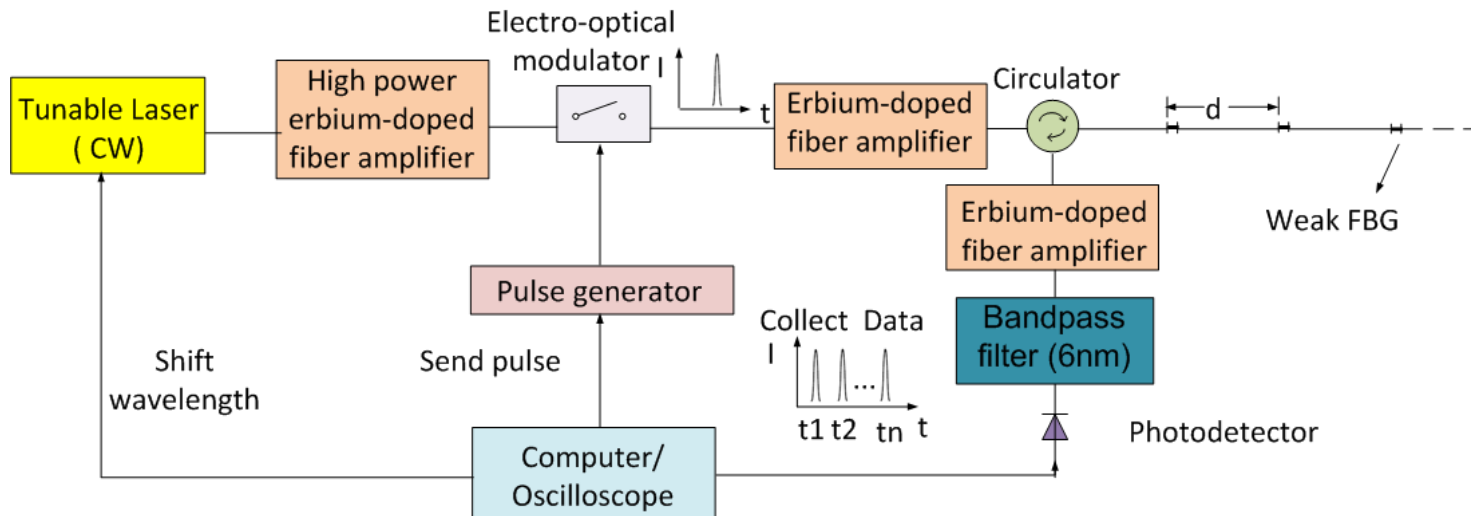 Electro-optical
modulator
I
t
Tunable Laser
( CW)
High power
erbium-doped
fiber amplifier
Erbium-doped
fiber amplifier
Circulator
d
Weak FBG
Erbium-doped
fiber amplifier
Pulse generator
Collect Data
I
t1 t2 ... tn t
Bandpass
filter (6nm)
Shift
wavelength
Send pulse
Photodetector
Computer/
Oscilloscope